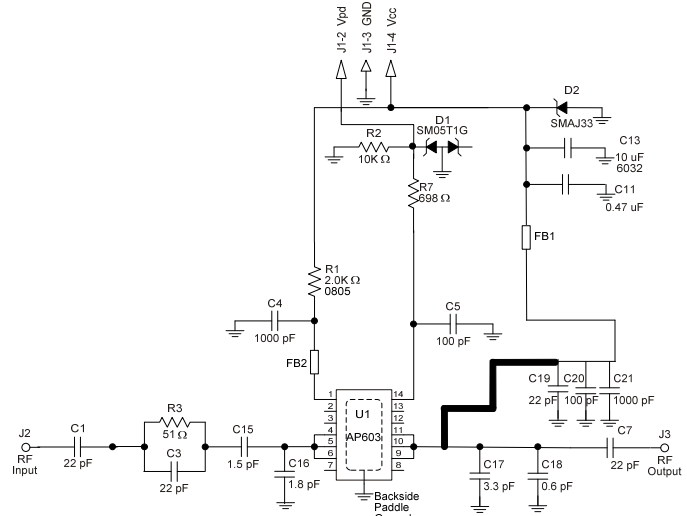 J1-2 Vpd
J1-3 GND
J1-4 Vcc
D2
SMAJ33
D1
SM05T1G
R2
10K Ω
C13
10 uF
6032
R7
698 Ω
C11
0.47 uF
FB1
R1
2.0K Ω
0805
C4
1000 pF
C5
100 pF
FB2
C19
22 pF
C20
100 pF
C21
1000 pF
1
2
3
4
5
6
7
14
13
12
11
10
9
8
U1
AP603
R3
51 Ω
C3
22 pF
J2
RF
Input
C1
22 pF
C15
1.5 pF
C16
1.8 pF
C17
3.3 pF
C18
0.6 pF
C7
22 pF
J3
RF
Output
Backside
Paddle